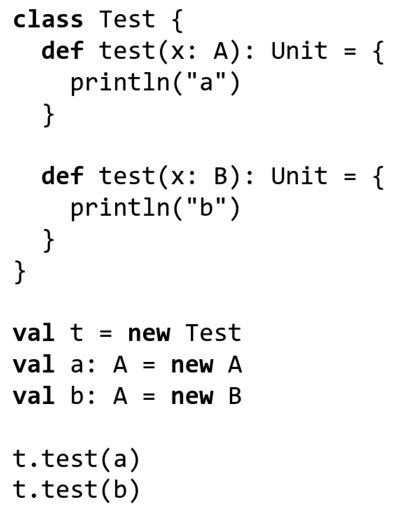 class Test {
  def test(x: A): Unit = {
    println("a")
  }

  def test(x: B): Unit = {
    println("b")
  }
}

val t = new Test
val a: A = new A
val b: A = new B

t.test(a)
t.test(b)